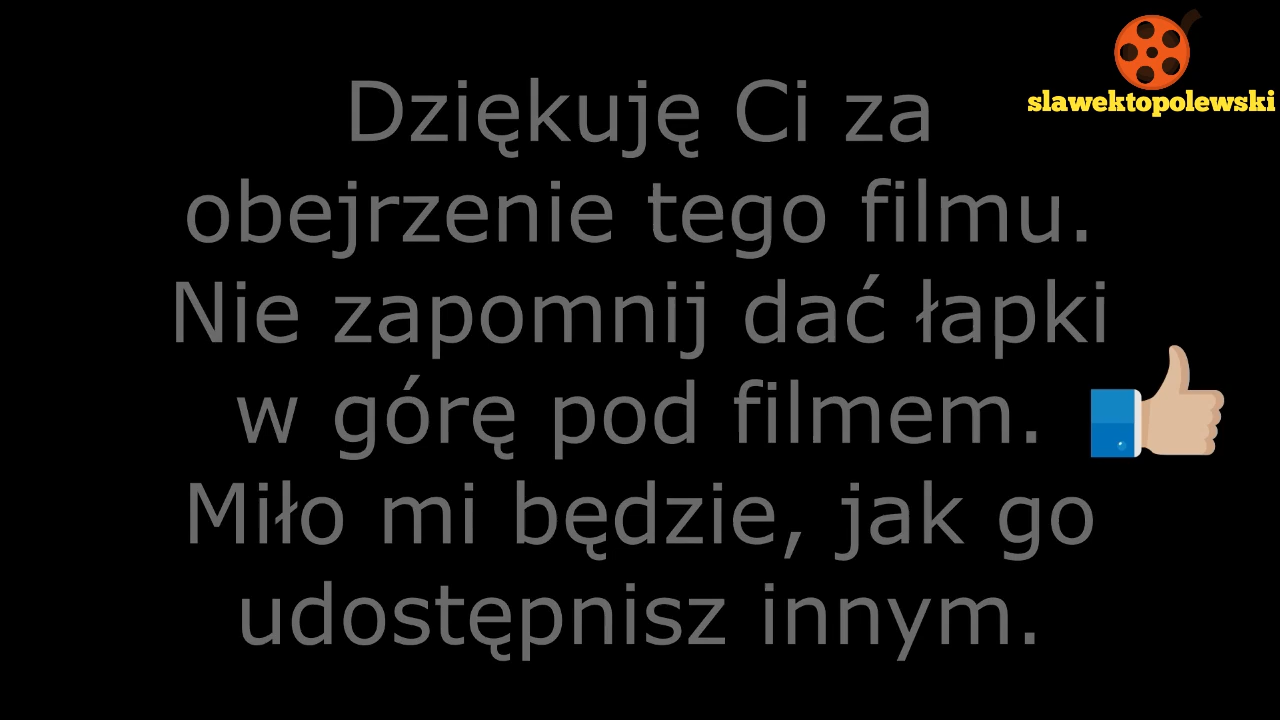 slawektopolewski
Dziękuję Ci za
obejrzenie tego filmu.
Nie zapomnij dać łapki
w górę pod filmem.
Miło mi będzie, jak go
udostępnisz innym.